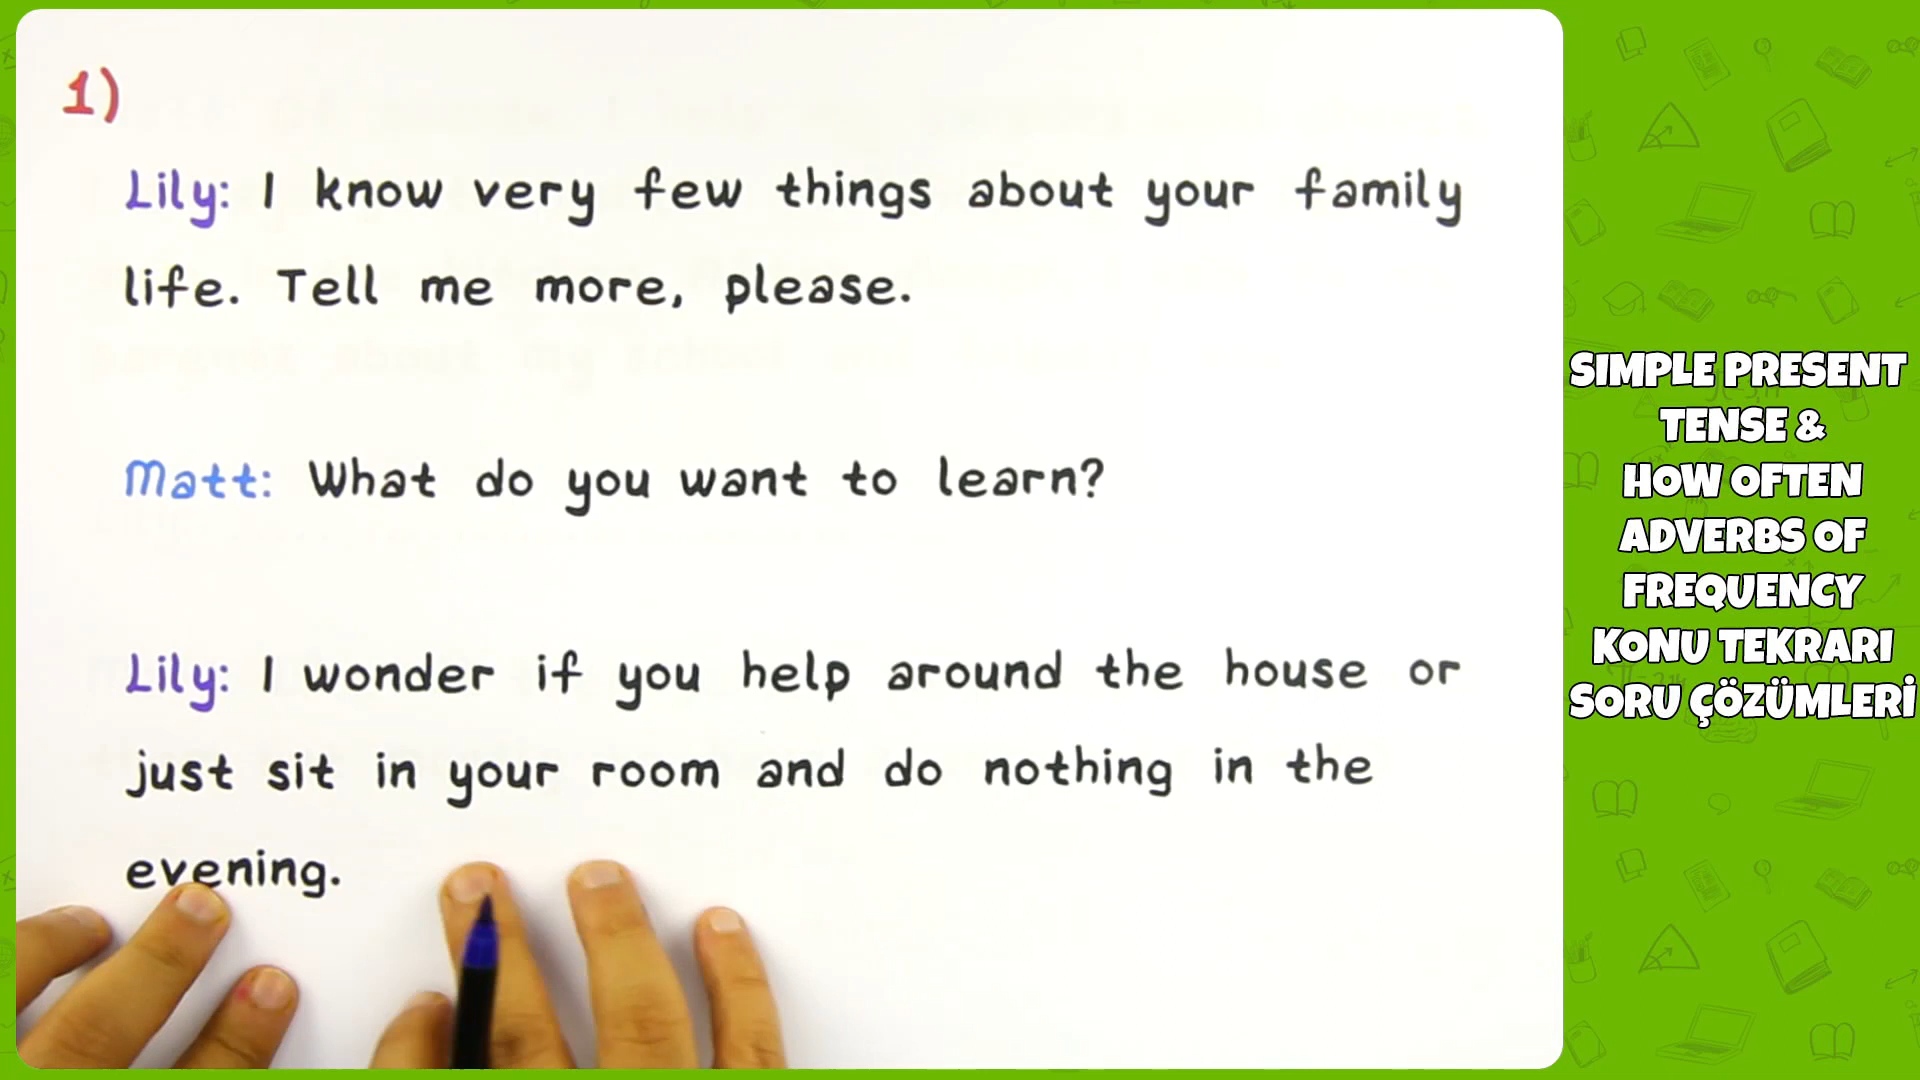 1)
Lily: I know very few things about your family
life. Tell me more, please.
Matt: What do you want to learn?
Lily: I wonder if you help around the house or
just sit in your room and do nothing in the
evening.
SIMPLE PRESENT
TENSE &
HOW OFTEN
ADVERBS OF
FREQUENCY
KONU TEKRARI
SORU ÇÖZÜMLERİ